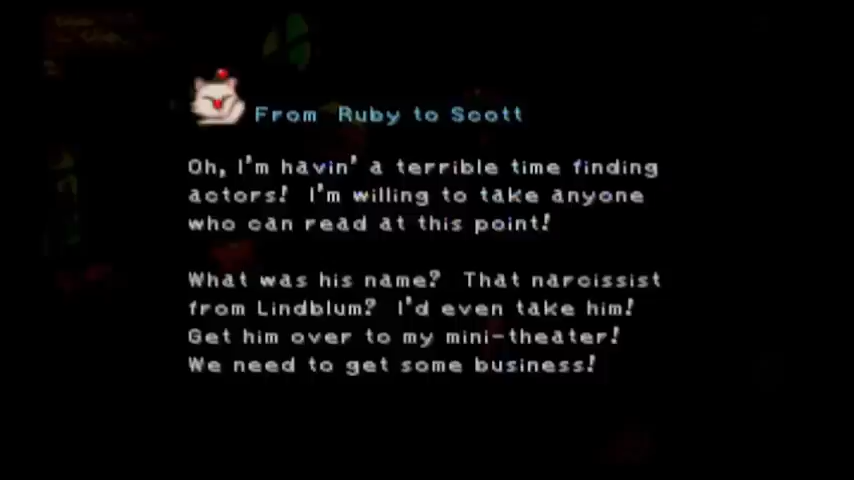 From Ruby to Scott
Oh, I'm havin' a terrible time finding
actors! I'm willing to take anyone
who can read at this point!
What was his name? That narcissist
from Lindblum? I'd even take him!
Get him over to my mini-theater!
We need to get some business!